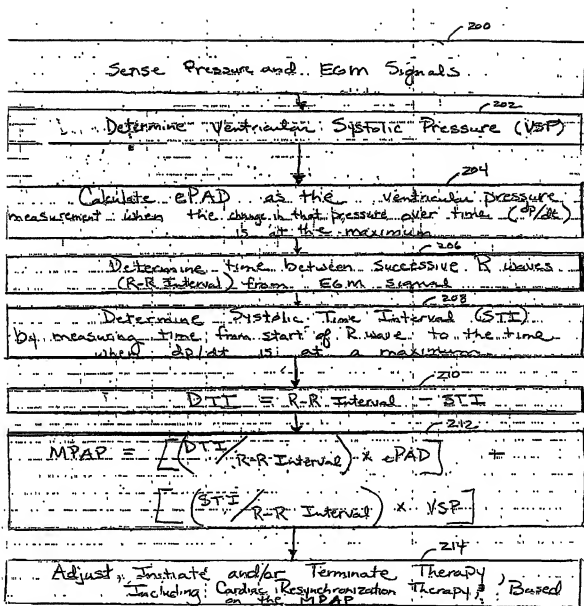 200
Sense Pressure and EGM Signals
202
Determine Ventricular Systolic Pressure (VSP)
204
Calculate ePAD as the ventricular pressure
measurement when the change in that pressure over time (dP/dt)
is at the maximum
206
Determine time between successive R waves
(R-R Interval) from EGM signal
208
Determine Systolic Time Interval (STI)
by measuring time from start of R wave to the time
when dp/dt is at a maximum
210
DTI = R-R Interval - STI
212
MPAP = [(DTI/R-R Interval) x ePAD] +
[(STI/R-R Interval) x VSP]
214
Adjust, Initiate and/or Terminate Therapy,
Including Cardiac Resynchronization Therapy, Based
on the MPAP